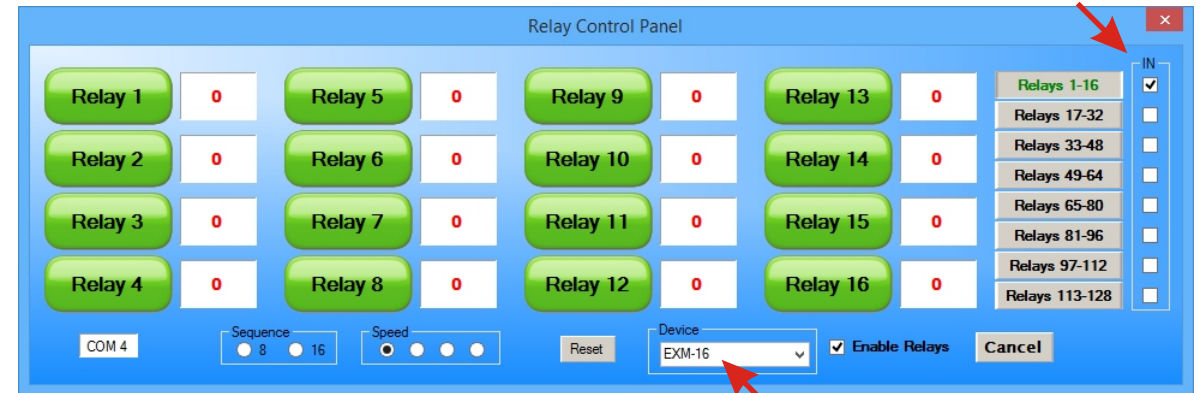 Relay Control Panel
IN
Relay 1 0 Relay 5 0 Relay 9 0 Relay 13 0 Relays 1-16
Relays 17-32
Relay 2 0 Relay 6 0 Relay 10 0 Relay 14 0 Relays 33-48
Relays 49-64
Relay 3 0 Relay 7 0 Relay 11 0 Relay 15 0 Relays 65-80
Relays 81-96
Relay 4 0 Relay 8 0 Relay 12 0 Relay 16 0 Relays 97-112
Relays 113-128
Sequence Speed Device
COM 4 8 16 Reset EXM-16 Enable Relays Cancel